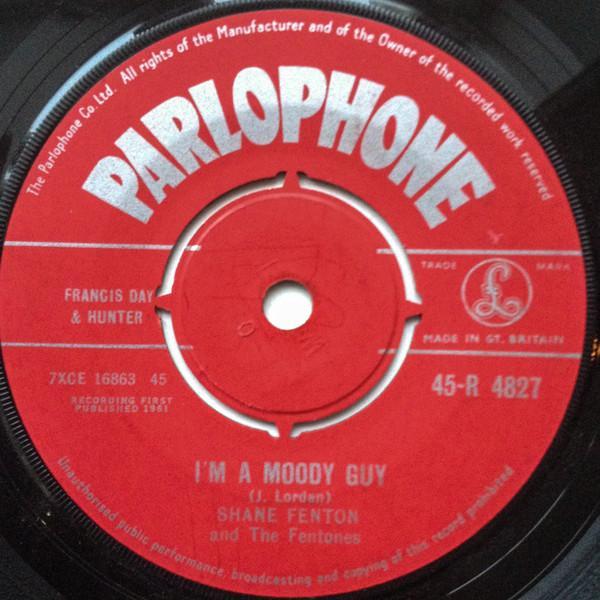 The Parlophone Co. Ltd. All rights of the Manufacturer and of the Owner of the recorded work reserved
PARLOPHONE
FRANCIS DAY
& HUNTER
TRADE MARK
£
MADE IN GT. BRITAIN
7XCE 16863 45
RECORDING FIRST
PUBLISHED 1961
45-R 4827
I'M A MOODY GUY
(J. Lordan)
SHANE FENTON
and The Fentones
Unauthorised public performance, broadcasting and copying of this record prohibited